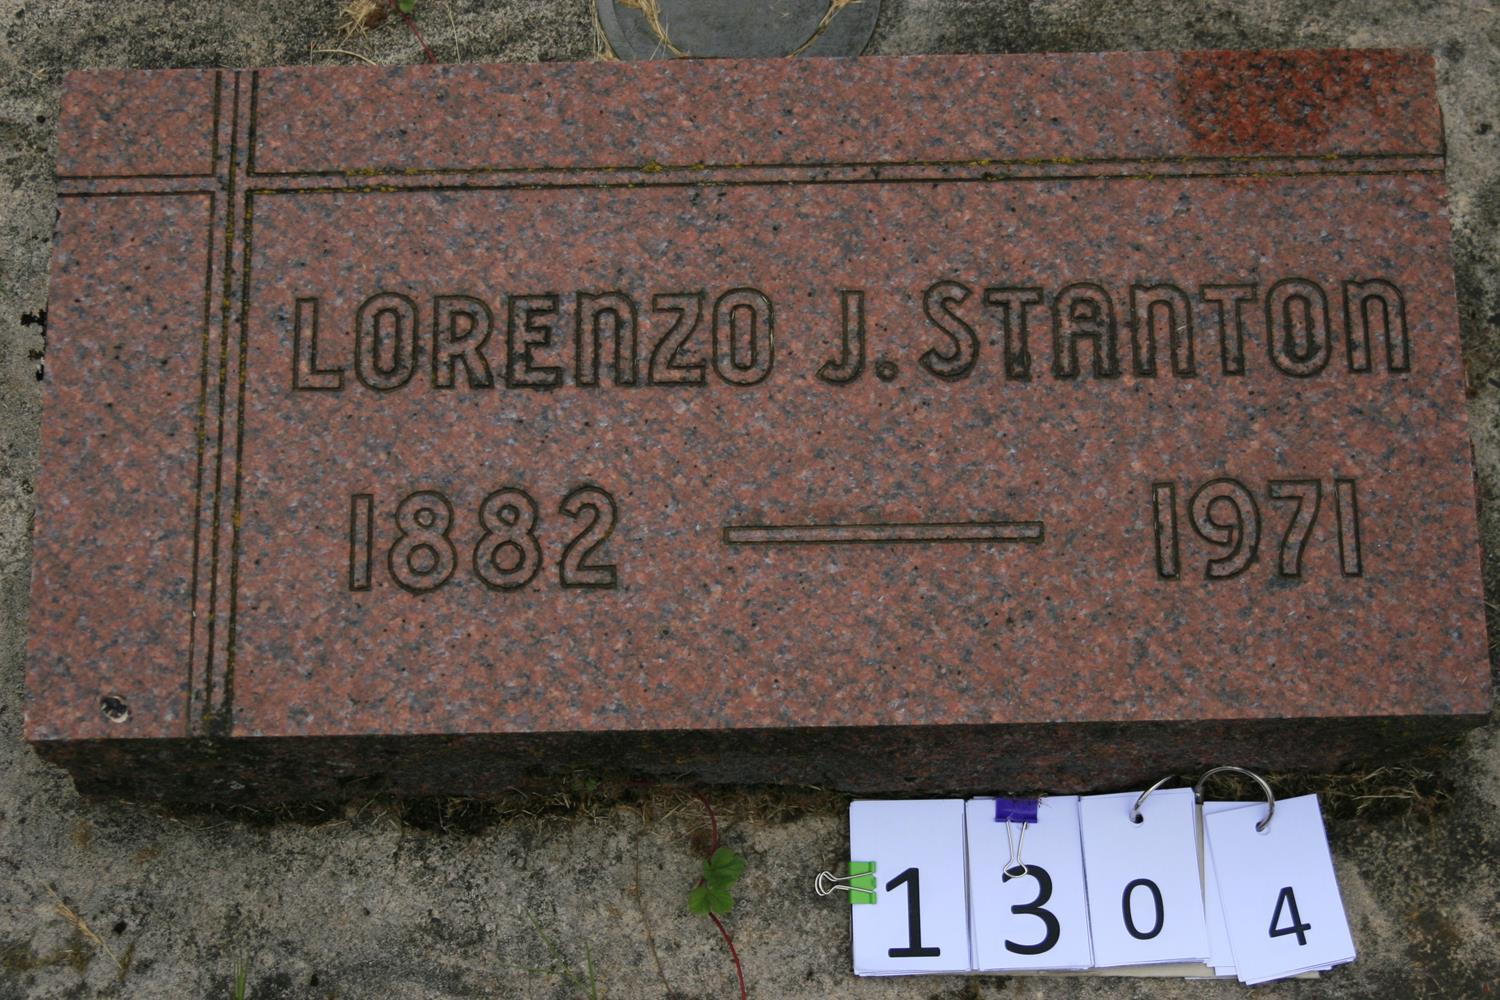 LORENZO J. STANTON
1882 — 1971
1304